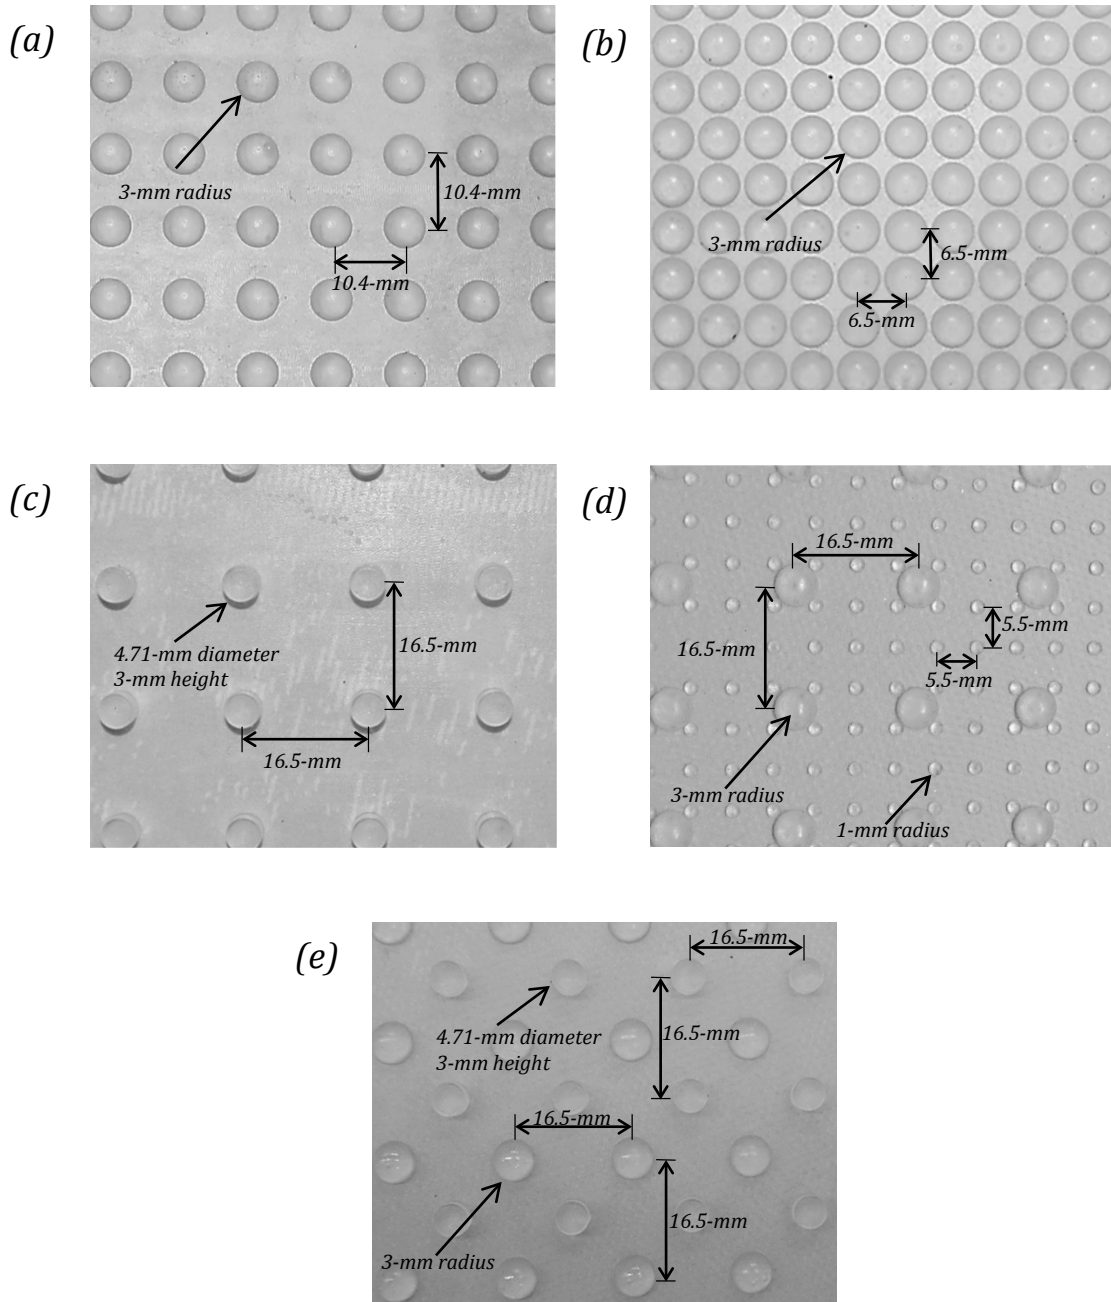 (a)
3-mm radius
10.4-mm
10.4-mm
(b)
3-mm radius
6.5-mm
6.5-mm
(c)
4.71-mm diameter
3-mm height
16.5-mm
16.5-mm
(d)
16.5-mm
16.5-mm
5.5-mm
5.5-mm
3-mm radius
1-mm radius
(e)
16.5-mm
4.71-mm diameter
3-mm height
16.5-mm
16.5-mm
16.5-mm
3-mm radius